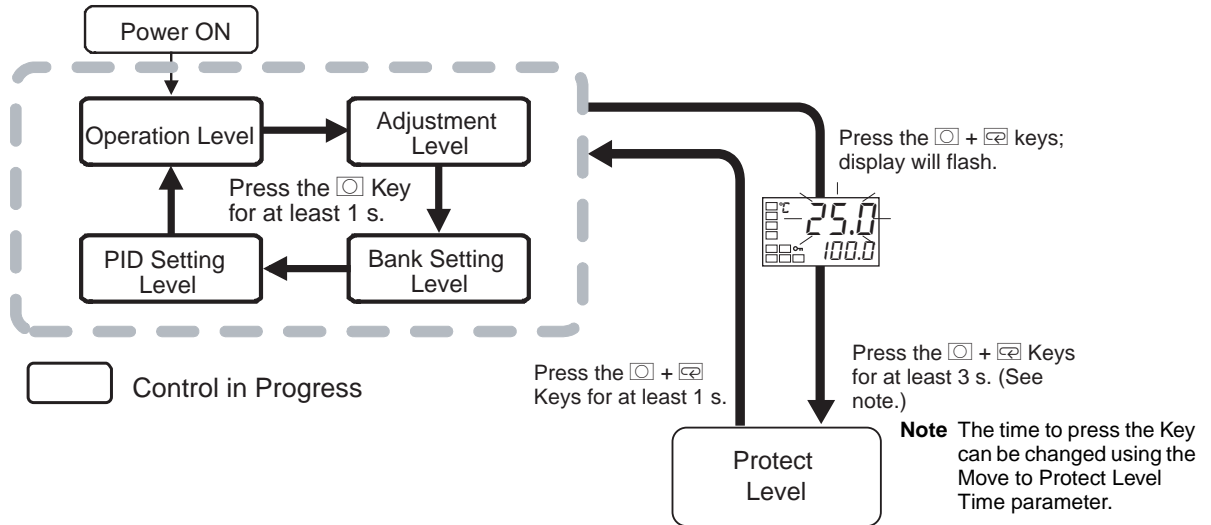 Power ON
Operation Level
Adjustment
Level
Press the Key
for at least 1 s.
PID Setting
Level
Bank Setting
Level
Control in Progress
Press the +
Keys for at least 1 s.
Press the + keys;
display will flash.
°C
25.0
100.0
Press the + Keys
for at least 3 s. (See
note.)
Note The time to press the Key
can be changed using the
Move to Protect Level
Time parameter.
Protect
Level